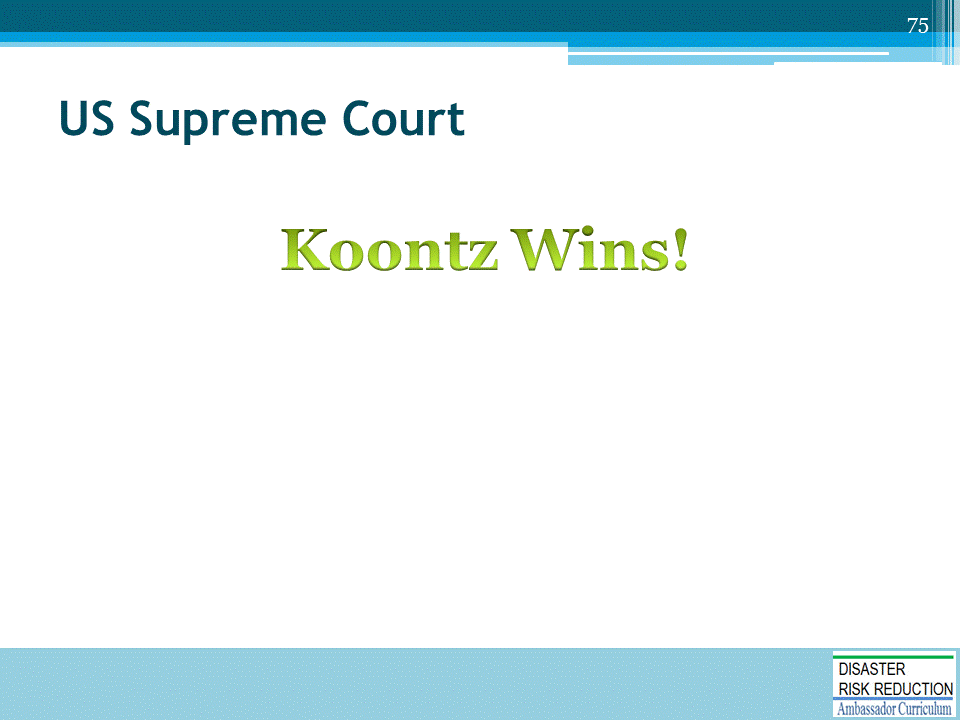 75
US Supreme Court
Koontz Wins!
DISASTER
RISK REDUCTION
Ambassador Curriculum